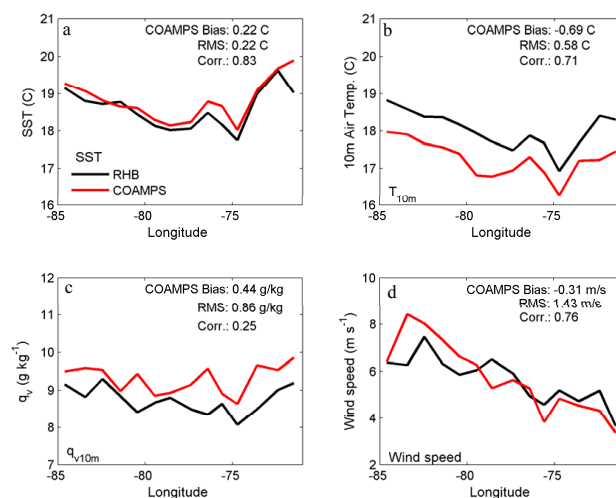 a
COAMPS Bias: 0.22 C
RMS: 0.22 C
Corr.: 0.83
SST (C)
20
19
18
17
16
SST
RHB
COAMPS
-85
-80
-75
Longitude
b
COAMPS Bias: -0.69 C
RMS: 0.58 C
Corr.: 0.71
10m Air Temp. (C)
20
19
18
17
16
T10m
-85
-80
-75
Longitude
c
COAMPS Bias: 0.44 g/kg
RMS: 0.86 g/kg
Corr.: 0.25
qv (g kg-1)
12
11
10
9
8
7
qv10m
-85
-80
-75
Longitude
d
COAMPS Bias: -0.31 m/s
RMS: 1.43 m/s
Corr.: 0.76
Wind speed (m s-1)
10
8
6
4
2
Wind speed
-85
-80
-75
Longitude